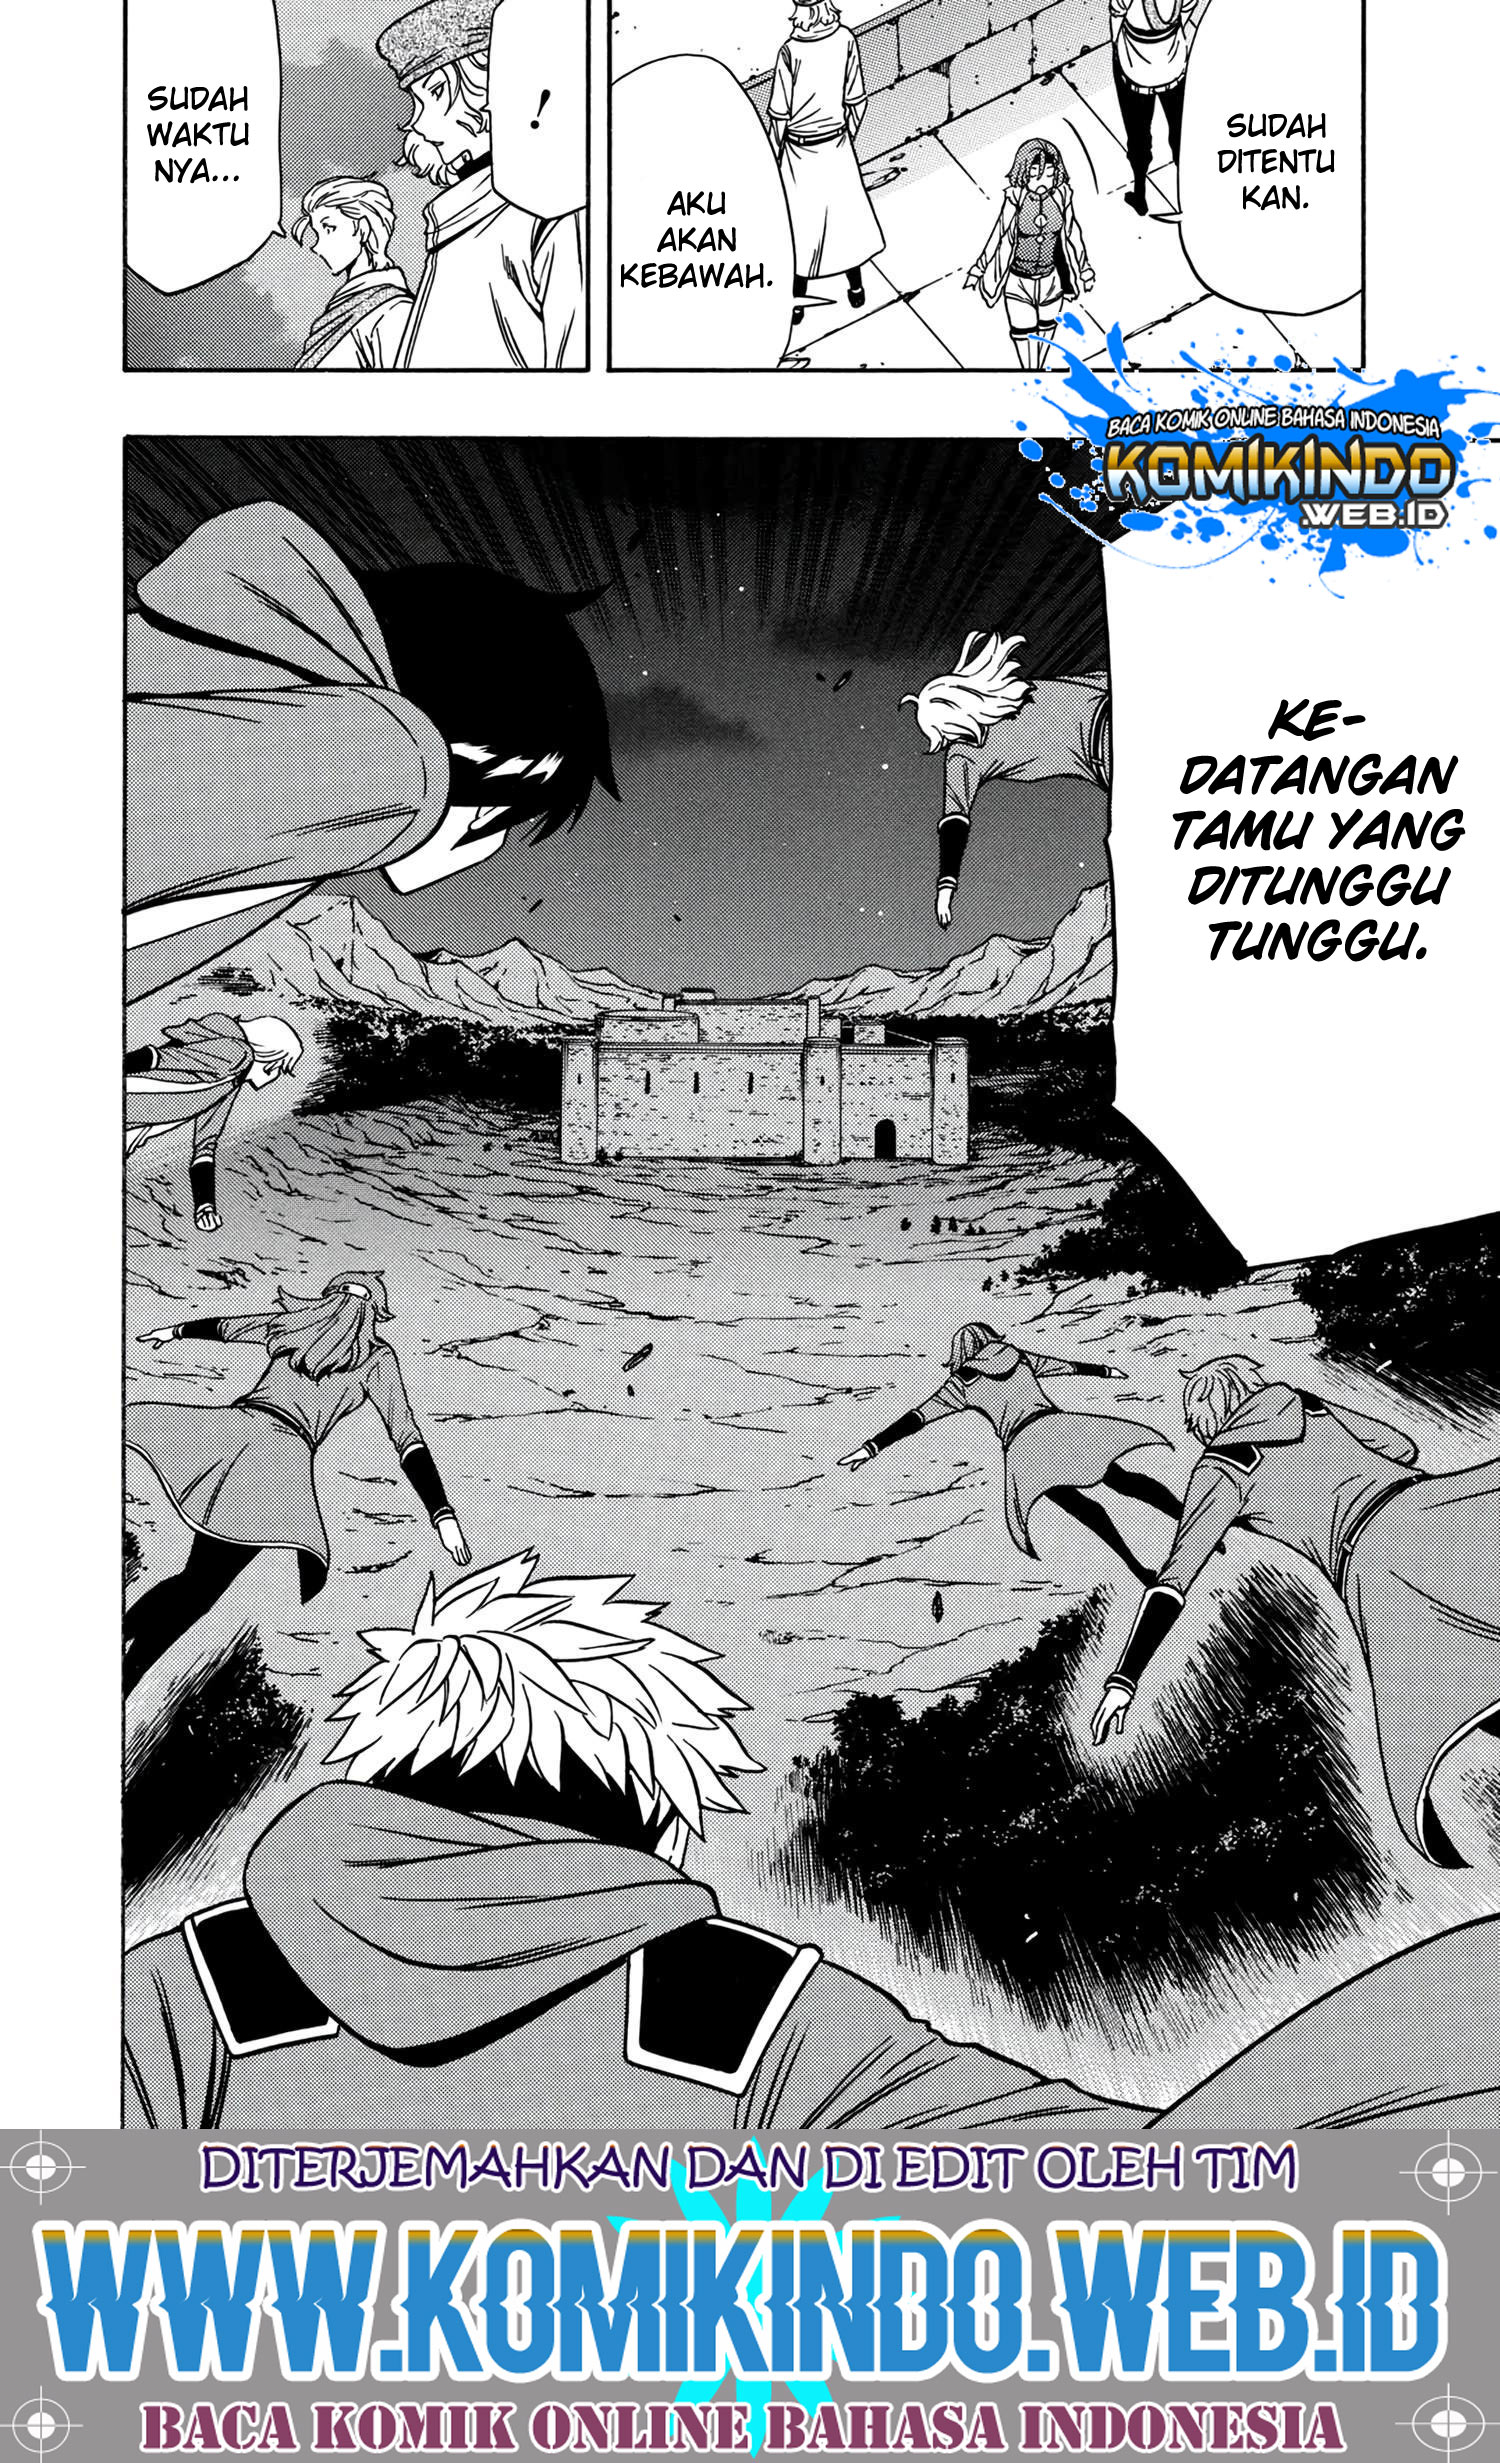 SUDAH
DITENTU
KAN.
AKU
AKAN
KEBAWAH.
!
SUDAH
WAKTU
NYA...
BACA KOMIK ONLINE BAHASA INDONESIA
KOMIKINDO
.WEB.ID
KE-
DATANGAN
TAMU YANG
DITUNGGU
TUNGGU.
DITERJEMAHKAN DAN DI EDIT OLEH TIM
WWW.KOMIKINDO.WEB.ID
BACA KOMIK ONLINE BAHASA INDONESIA